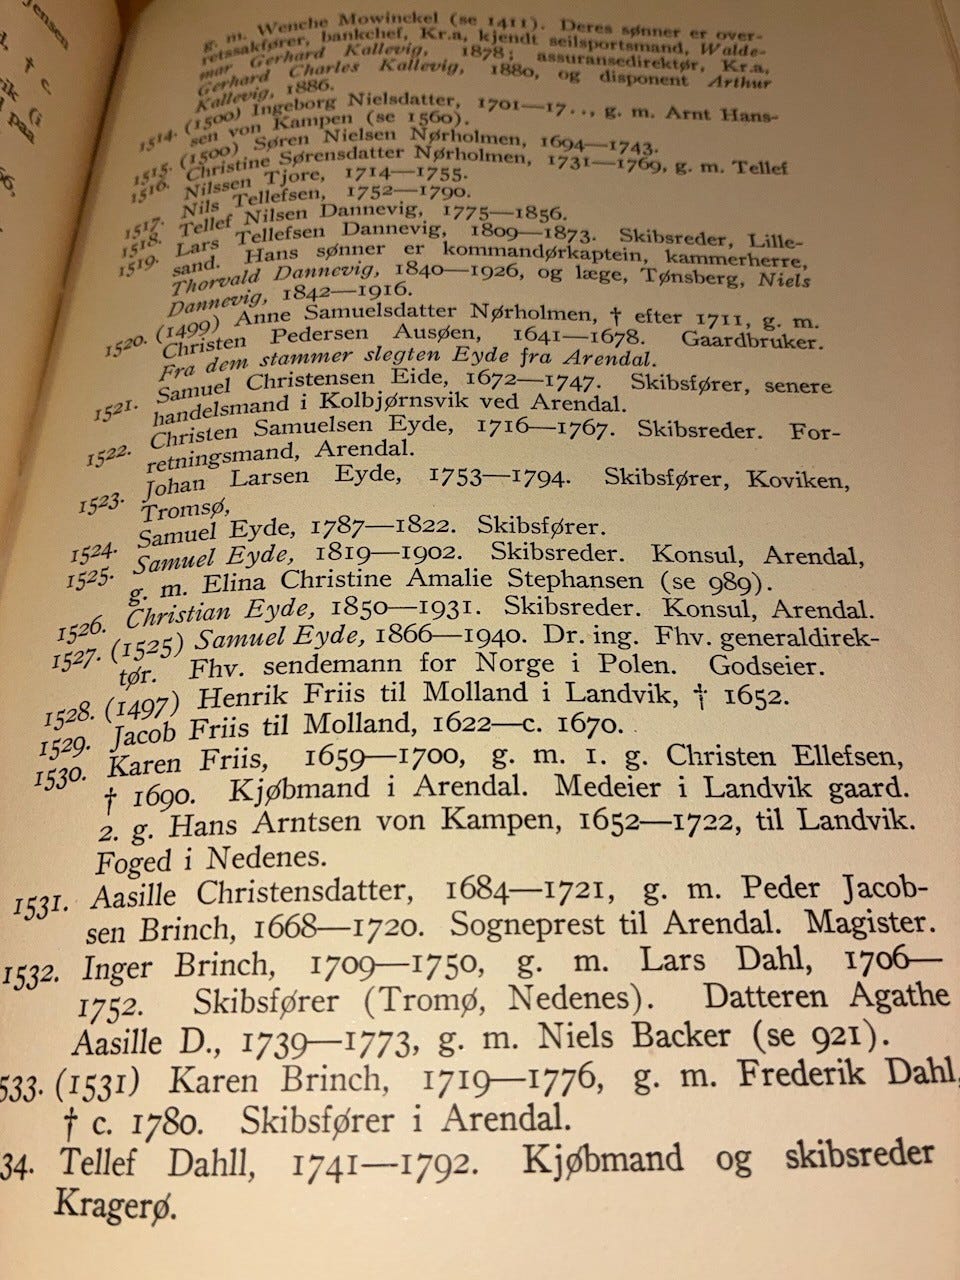 g. m. Wenche Mowinckel (se 1411). Deres sønner er over-
retssakfører, bankchef, Kr.a, kjendt seilsportsmand, Walde-
mar Gerhard Kallevig, 1878; assuransedirektør, Kr.a,
Gerhard Charles Kallevig, 1880, og disponent Arthur
Kallevig, 1886.
1514. (1500) Ingeborg Nielsdatter, 1701—17.., g. m. Arnt Hans-
sen von Kampen (se 1560).
1515. (1500) Søren Nielsen Nørholmen, 1694—1743.
1516. Christine Sørensdatter Nørholmen, 1731—1769, g. m. Tellef
Nilssen Tjore, 1714—1755.
1517. Nils Tellefsen, 1752—1790.
1518. Tellef Nilsen Dannevig, 1775—1856.
1519. Lars Tellefsen Dannevig, 1809—1873. Skibsreder, Lille-
sand. Hans sønner er kommandørkaptein, kammerherre,
Thorvald Dannevig, 1840—1926, og læge, Tønsberg, Niels
Dannevig, 1842—1916.
1520. (1499) Anne Samuelsdatter Nørholmen, † efter 1711, g. m.
Christen Pedersen Ausøen, 1641—1678. Gaardbruker.
Fra dem stammer slegten Eyde fra Arendal.
1521. Samuel Christensen Eide, 1672—1747. Skibsfører, senere
handelsmand i Kolbjørnsvik ved Arendal.
1522. Christen Samuelsen Eyde, 1716—1767. Skibsreder. For-
retningsmand, Arendal.
1523. Johan Larsen Eyde, 1753—1794. Skibsfører, Koviken,
Tromsø,
1524. Samuel Eyde, 1787—1822. Skibsfører.
1525. Samuel Eyde, 1819—1902. Skibsreder. Konsul, Arendal,
g. m. Elina Christine Amalie Stephansen (se 989).
1526. Christian Eyde, 1850—1931. Skibsreder. Konsul, Arendal.
1527. (1525) Samuel Eyde, 1866—1940. Dr. ing. Fhv. generaldirek-
tør. Fhv. sendemann for Norge i Polen. Godseier.
1528. (1497) Henrik Friis til Molland i Landvik, † 1652.
1529. Jacob Friis til Molland, 1622—c. 1670.
1530. Karen Friis, 1659—1700, g. m. 1. g. Christen Ellefsen,
† 1690. Kjøbmand i Arendal. Medeier i Landvik gaard.
2. g. Hans Arntsen von Kampen, 1652—1722, til Landvik.
Foged i Nedenes.
1531. Aasille Christensdatter, 1684—1721, g. m. Peder Jacob-
sen Brinch, 1668—1720. Sogneprest til Arendal. Magister.
1532. Inger Brinch, 1709—1750, g. m. Lars Dahl, 1706—
1752. Skibsfører (Tromø, Nedenes). Datteren Agathe
Aasille D., 1739—1773, g. m. Niels Backer (se 921).
533. (1531) Karen Brinch, 1719—1776, g. m. Frederik Dahl,
† c. 1780. Skibsfører i Arendal.
34. Tellef Dahll, 1741—1792. Kjøbmand og skibsreder
Kragerø.